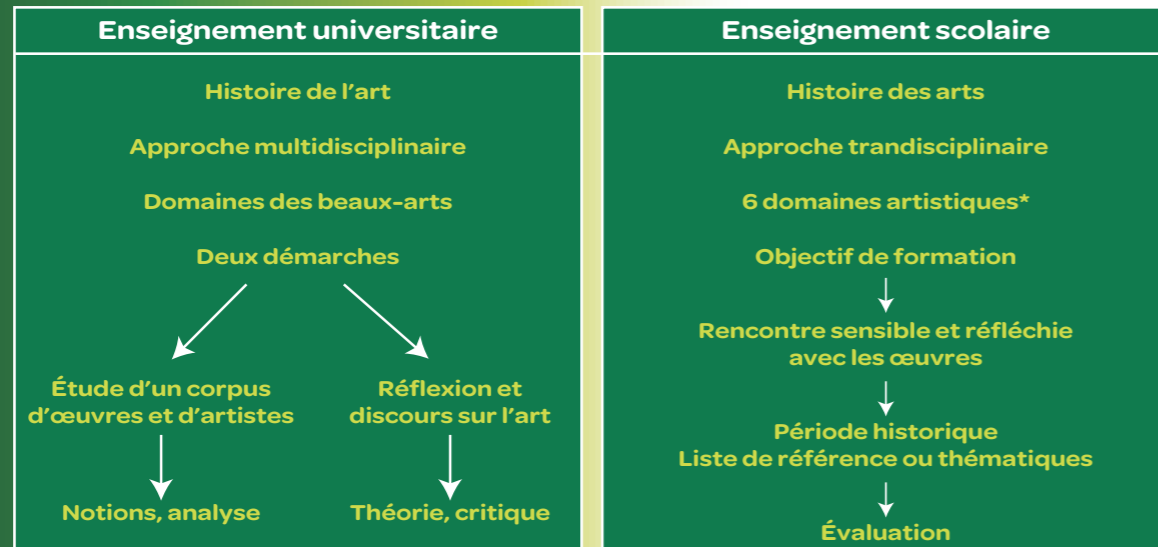 Enseignement universitaire
Histoire de l'art
Approche multidisciplinaire
Domaines des beaux-arts
Deux démarches
Étude d'un corpus
d'œuvres et d'artistes
Réflexion et
discours sur l'art
Notions, analyse
Théorie, critique
Enseignement scolaire
Histoire des arts
Approche trandisciplinaire
6 domaines artistiques*
Objectif de formation
Rencontre sensible et réfléchie
avec les œuvres
Période historique
Liste de référence ou thématiques
Évaluation